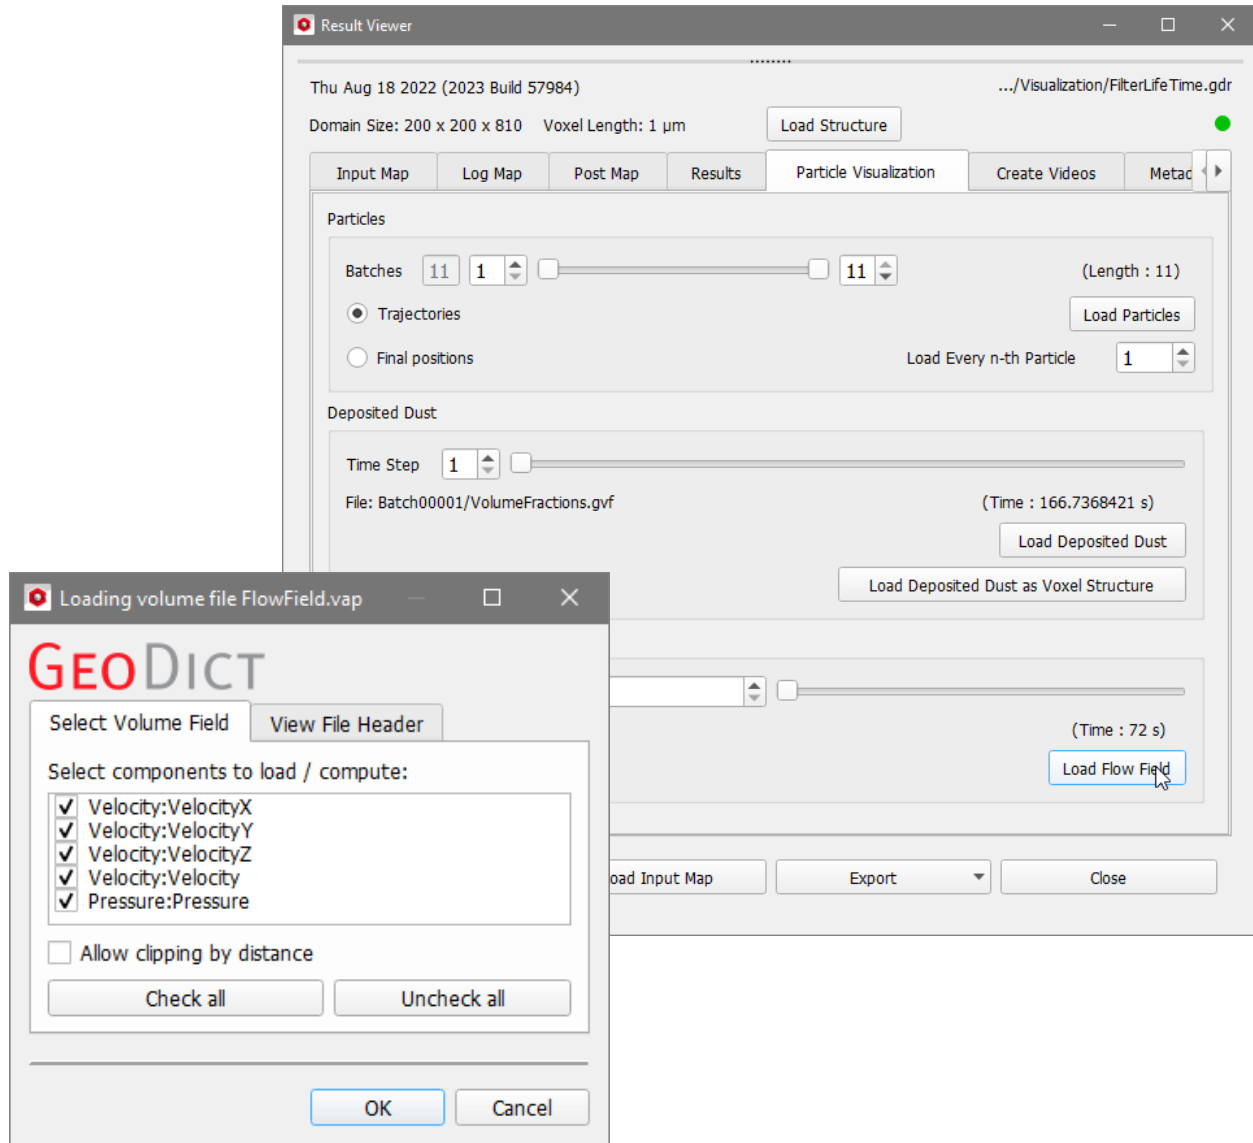 Result Viewer
Thu Aug 18 2022 (2023 Build 57984) .../Visualization/FilterLifeTime.gdr
Domain Size: 200 x 200 x 810 Voxel Length: 1 µm Load Structure
Input Map Log Map Post Map Results Particle Visualization Create Videos Metad
Particles
Batches 11 1 11 (Length : 11)
Trajectories Load Particles
Final positions Load Every n-th Particle 1
Deposited Dust
Time Step 1
File: Batch00001/VolumeFractions.gvf (Time : 166.7368421 s)
Load Deposited Dust
Load Deposited Dust as Voxel Structure
(Time : 72 s)
Load Flow Field
oad Input Map Export Close
Loading volume file FlowField.vap
GEODICT
Select Volume Field View File Header
Select components to load / compute:
Velocity:VelocityX
Velocity:VelocityY
Velocity:VelocityZ
Velocity:Velocity
Pressure:Pressure
Allow clipping by distance
Check all Uncheck all
OK Cancel